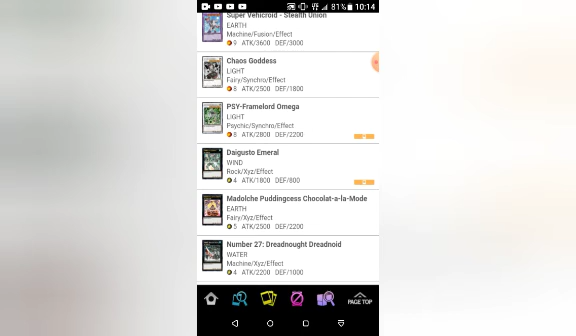 81% 10:14
Super Vehicroid - Stealth Union
EARTH
Machine/Fusion/Effect
9 ATK/3600 DEF/3000
Chaos Goddess
LIGHT
Fairy/Synchro/Effect
8 ATK/2500 DEF/1800
PSY-Framelord Omega
LIGHT
Psychic/Synchro/Effect
8 ATK/2800 DEF/2200
Daigusto Emeral
WIND
Rock/Xyz/Effect
4 ATK/1800 DEF/800
Madolche Puddingcess Chocolat-a-la-Mode
EARTH
Fairy/Xyz/Effect
5 ATK/2500 DEF/2200
Number 27: Dreadnought Dreadnoid
WATER
Machine/Xyz/Effect
4 ATK/2200 DEF/1000
PAGE TOP